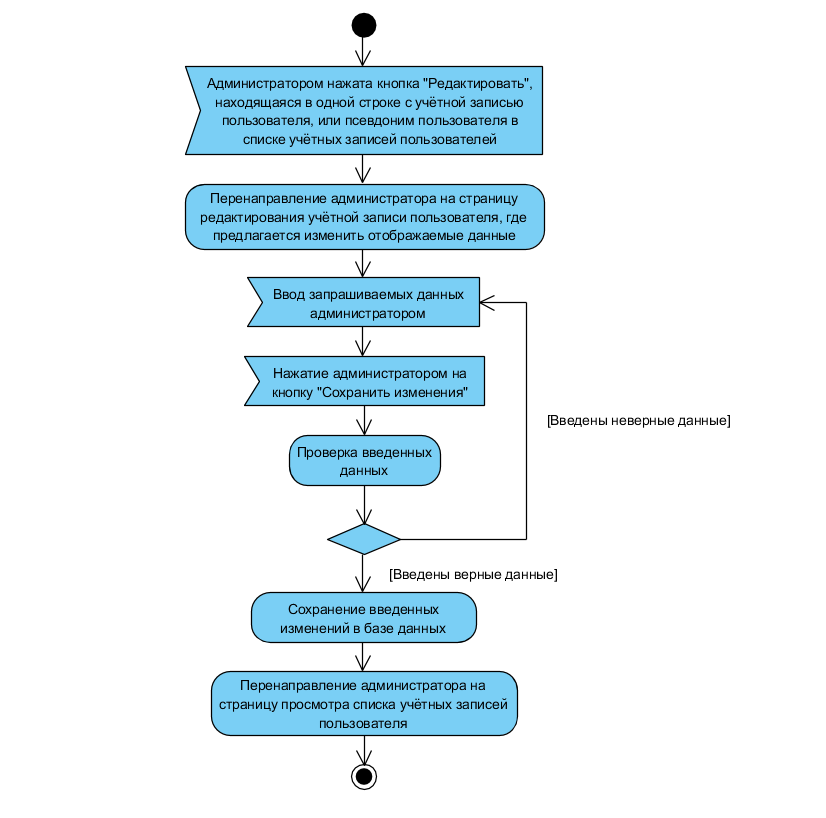 Администратором нажата кнопка "Редактировать",
находящаяся в одной строке с учётной записью
пользователя, или псевдоним пользователя в
списке учётных записей пользователей
Перенаправление администратора на страницу
редактирования учётной записи пользователя, где
предлагается изменить отображаемые данные
Ввод запрашиваемых данных
администратором
Нажатие администратором на
кнопку "Сохранить изменения"
[Введены неверные данные]
Проверка введенных
данных
[Введены верные данные]
Сохранение введенных
изменений в базе данных
Перенаправление администратора на
страницу просмотра списка учётных записей
пользователя